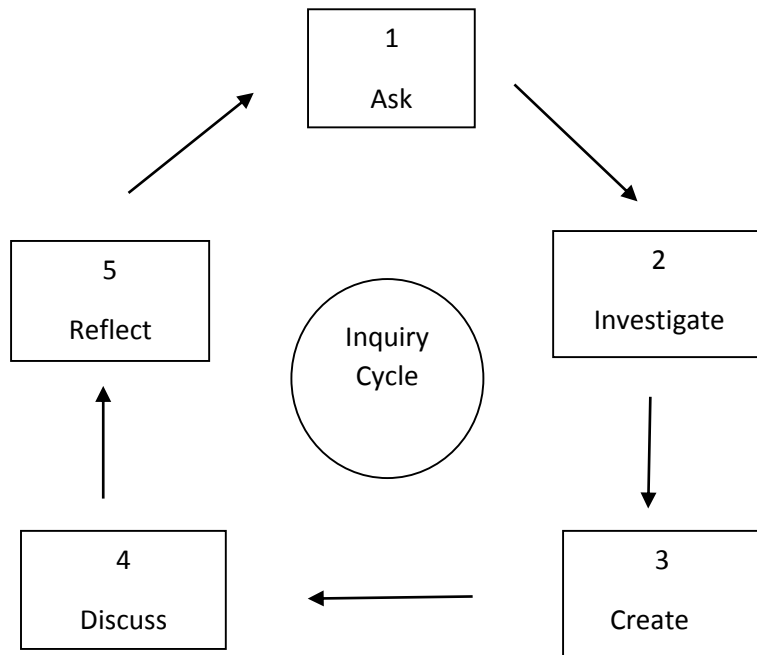 1
Ask
2
Investigate
3
Create
4
Discuss
5
Reflect
Inquiry
Cycle